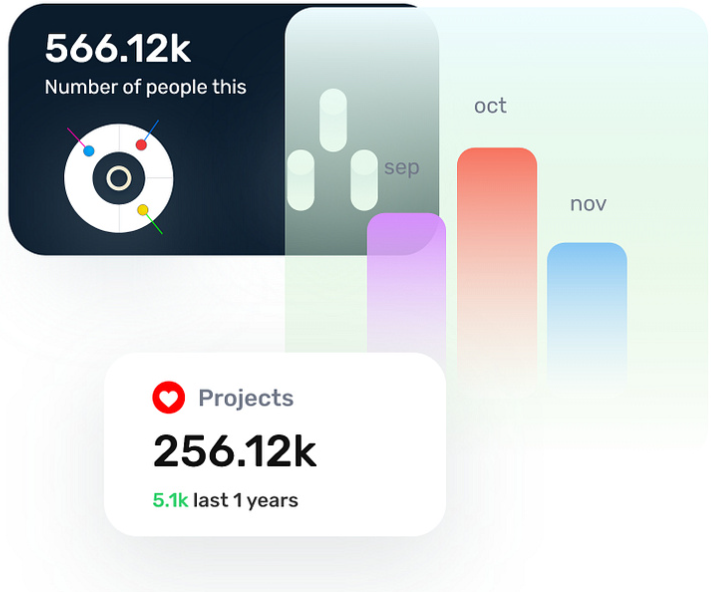 566.12k
Number of people this
oct
sep
nov
Projects
256.12k
5.1k last 1 years